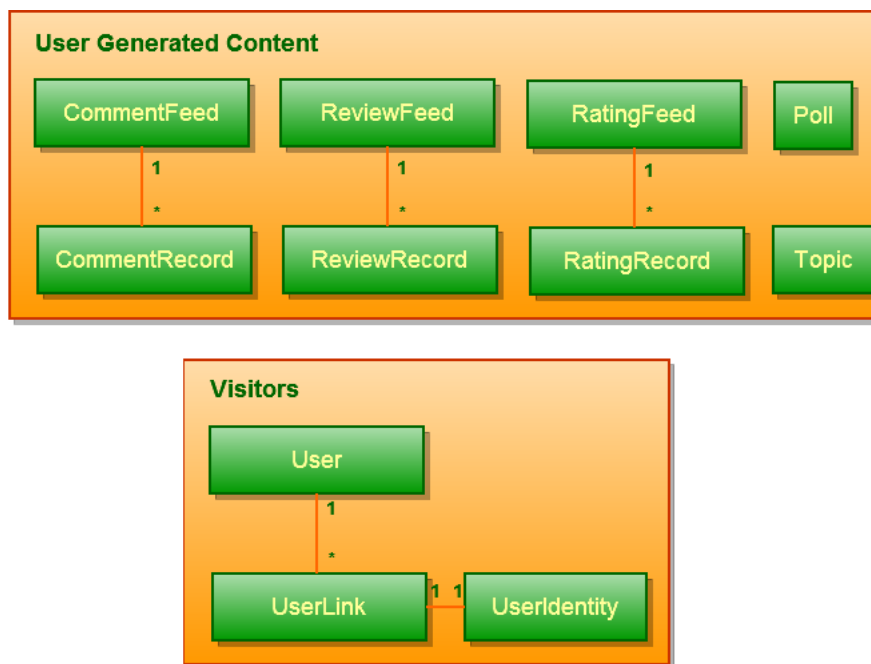 User Generated Content
CommentFeed ReviewFeed RatingFeed Poll
1 1 1
* * *
CommentRecord ReviewRecord RatingRecord Topic
Visitors
User
1
*
UserLink 1 1 UserIdentity